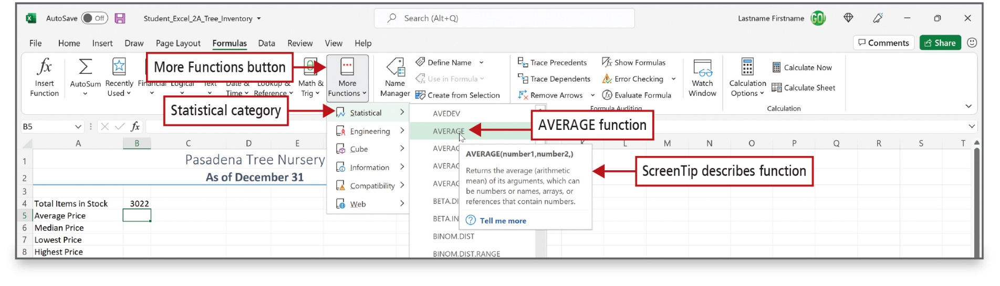 AutoSave Off Student_Excel_2A_Tree_Inventory Search (Alt+Q) Lastname Firstname GO
File Home Insert Draw Page Layout Formulas Data Review View Help Comments Share
fx Insert Function
AutoSum
Recently Used
Financial
Logical
Text
Date & Time
Lookup & Reference
Math & Trig
More Functions
More Functions button
Name Manager
Define Name
Use in Formula
Create from Selection
Trace Precedents
Trace Dependents
Remove Arrows
Show Formulas
Error Checking
Evaluate Formula
Formula Auditing
Watch Window
Calculation Options
Calculate Now
Calculate Sheet
Calculation
Statistical category
Statistical
Engineering
Cube
Information
Compatibility
Web
AVEDEV
AVERAGE
AVERAG
AVERAG
AVERAG
BETA.DI
BETA.IN
BINOM.DIST
BINOM.DIST.RANGE
AVERAGE function
AVERAGE(number1,number2,)
Returns the average (arithmetic
mean) of its arguments, which can
be numbers or names, arrays, or
references that contain numbers.
Tell me more
ScreenTip describes function
B5 fx
A B C D E K L M N O P Q R S T
1 Pasadena Tree Nursery
2 As of December 31
3
4 Total Items in Stock 3022
5 Average Price
6 Median Price
7 Lowest Price
8 Highest Price